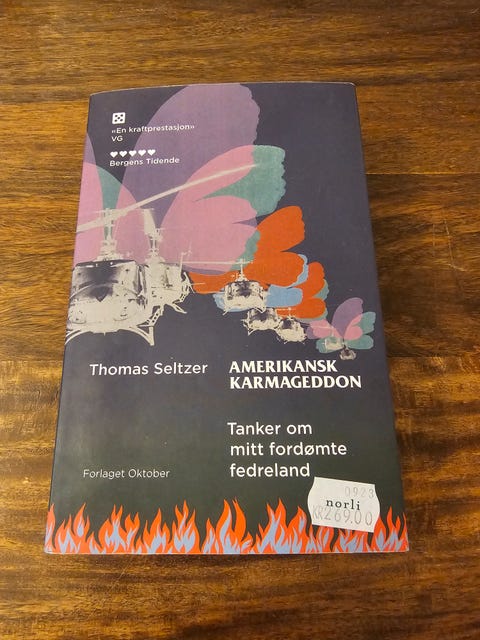 «En kraftprestasjon»
VG
Bergens Tidende
Thomas Seltzer
AMERIKANSK
KARMAGEDDON
Tanker om
mitt fordømte
fedreland
Forlaget Oktober
0923
norli
KR269.00